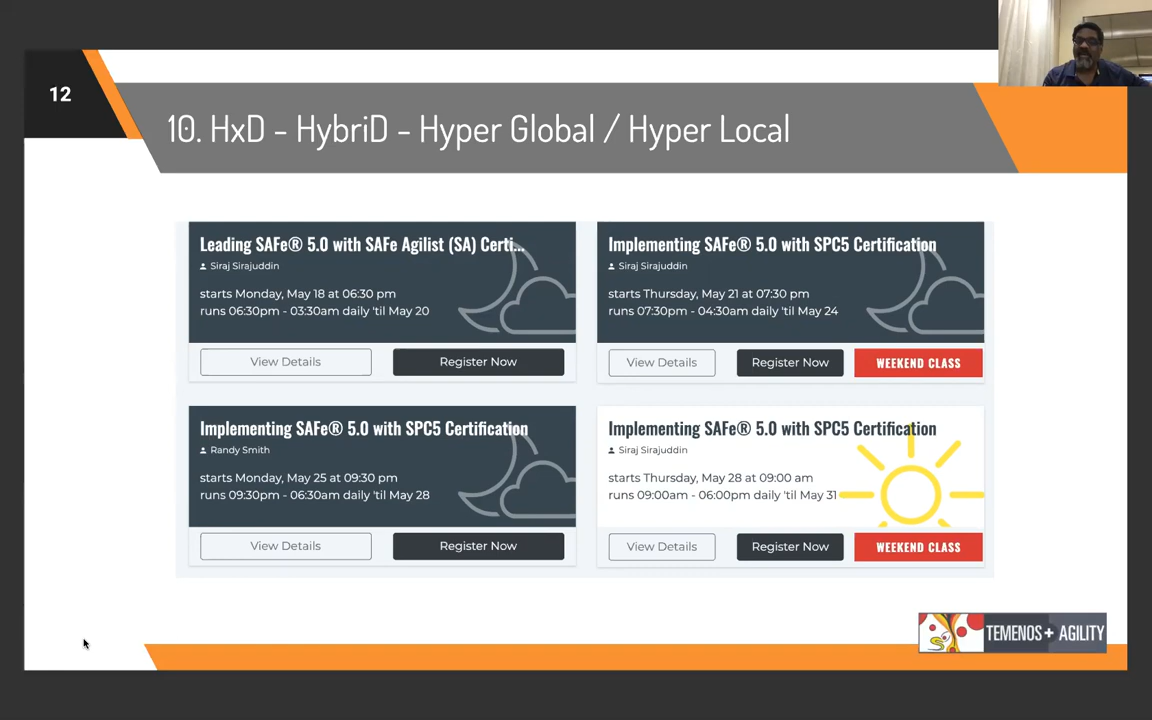 12
10. HxD - HybriD - Hyper Global / Hyper Local
Leading SAFe® 5.0 with SAFe Agilist (SA) Certi...
Siraj Sirajuddin
starts Monday, May 18 at 06:30 pm
runs 06:30pm - 03:30am daily 'til May 20
View Details
Register Now
Implementing SAFe® 5.0 with SPC5 Certification
Siraj Sirajuddin
starts Thursday, May 21 at 07:30 pm
runs 07:30pm - 04:30am daily 'til May 24
View Details
Register Now
WEEKEND CLASS
Implementing SAFe® 5.0 with SPC5 Certification
Randy Smith
starts Monday, May 25 at 09:30 pm
runs 09:30pm - 06:30am daily 'til May 28
View Details
Register Now
Implementing SAFe® 5.0 with SPC5 Certification
Siraj Sirajuddin
starts Thursday, May 28 at 09:00 am
runs 09:00am - 06:00pm daily 'til May 31
View Details
Register Now
WEEKEND CLASS
TEMENOS+ AGILITY